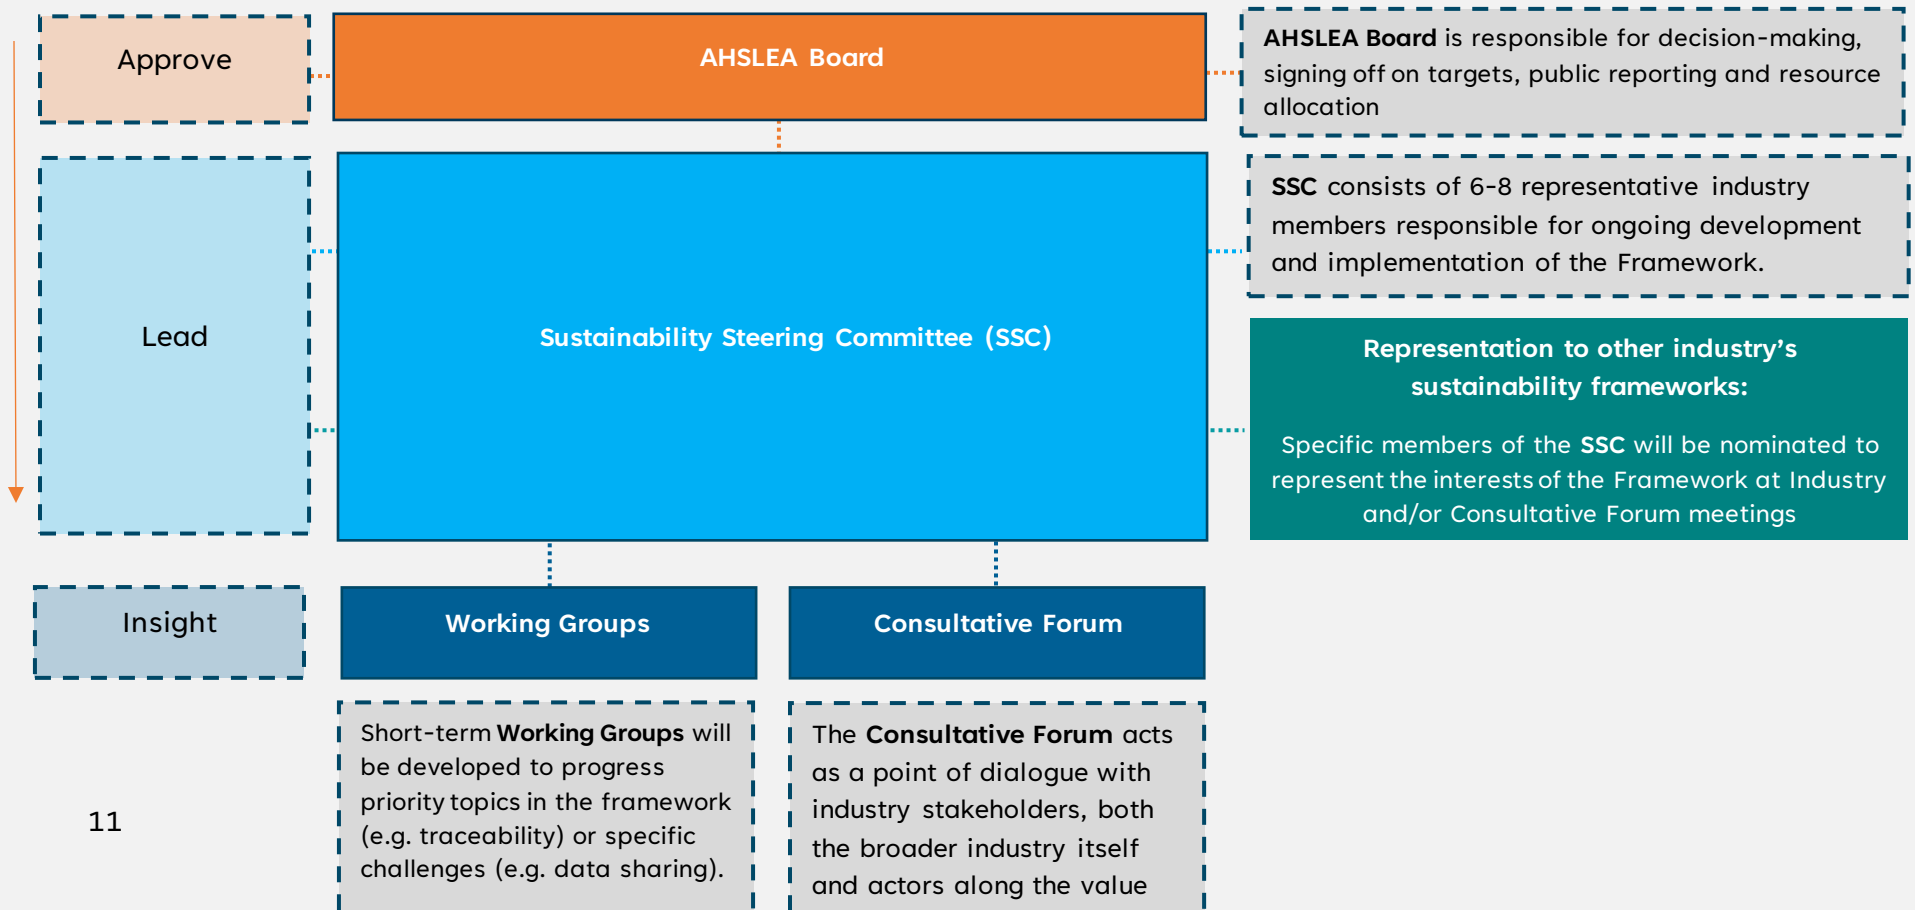 Approve
AHSLEA Board
AHSLEA Board is responsible for decision-making,
signing off on targets, public reporting and resource
allocation
Lead
Sustainability Steering Committee (SSC)
SSC consists of 6-8 representative industry
members responsible for ongoing development
and implementation of the Framework.
Representation to other industry’s
sustainability frameworks:
Specific members of the SSC will be nominated to
represent the interests of the Framework at Industry
and/or Consultative Forum meetings
Insight
Working Groups
Consultative Forum
Short-term Working Groups will
be developed to progress
priority topics in the framework
(e.g. traceability) or specific
challenges (e.g. data sharing).
The Consultative Forum acts
as a point of dialogue with
industry stakeholders, both
the broader industry itself
and actors along the value
11